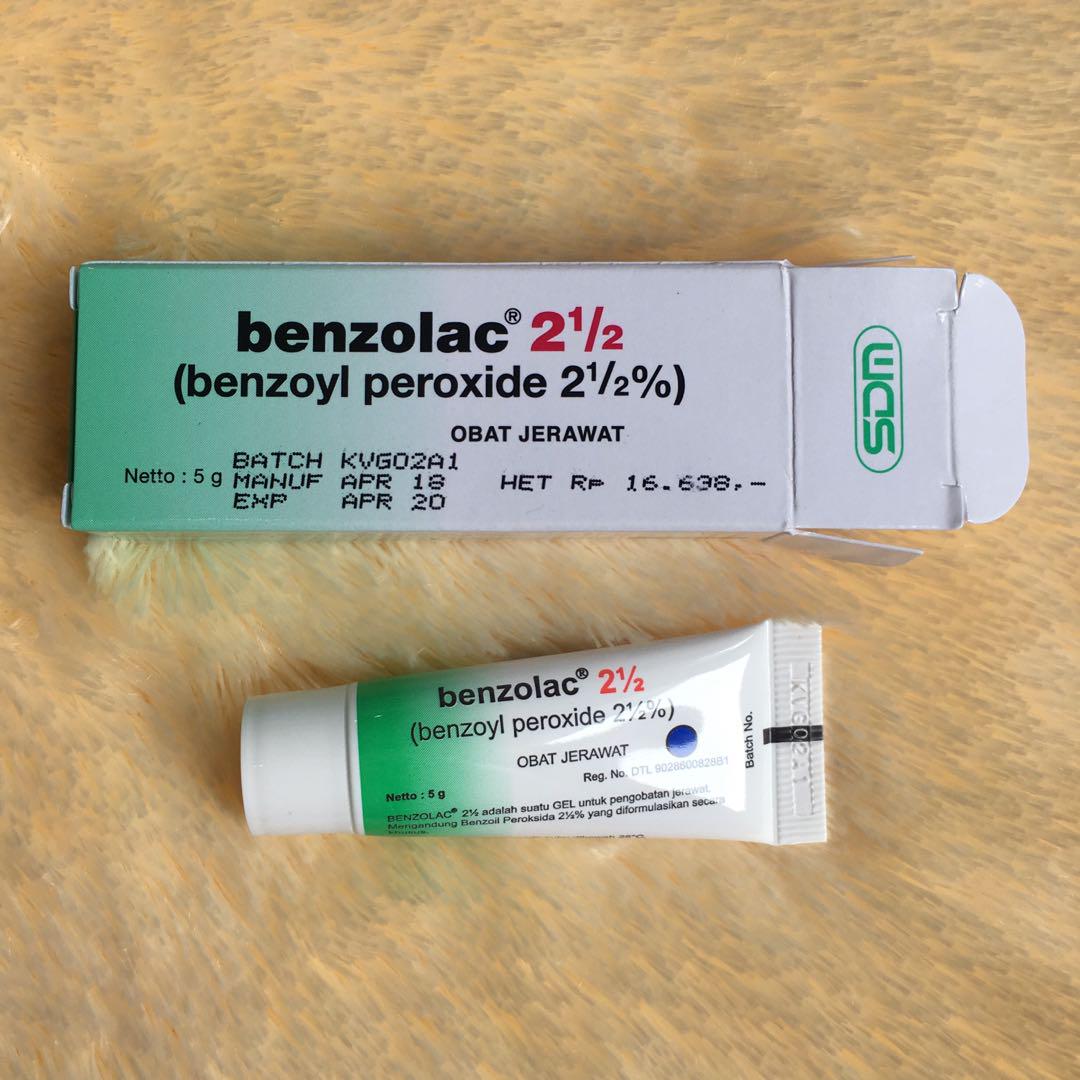 benzolac® 2½
(benzoyl peroxide 2½%)
OBAT JERAWAT
Netto : 5 g
BATCH KVG02A1
MANUF APR 18 HET Rp 16.638,-
EXP APR 20
SDM
benzolac® 2½
(benzoyl peroxide 2½%)
OBAT JERAWAT
Reg. No. DTL 9028600828B1
Netto : 5 g
BENZOLAC® 2½ adalah suatu GEL untuk pengobatan jerawat.
Mengandung Benzoil Peroksida 2½% yang diformulasikan secara
khusus.
Batch No.
KVG02A1